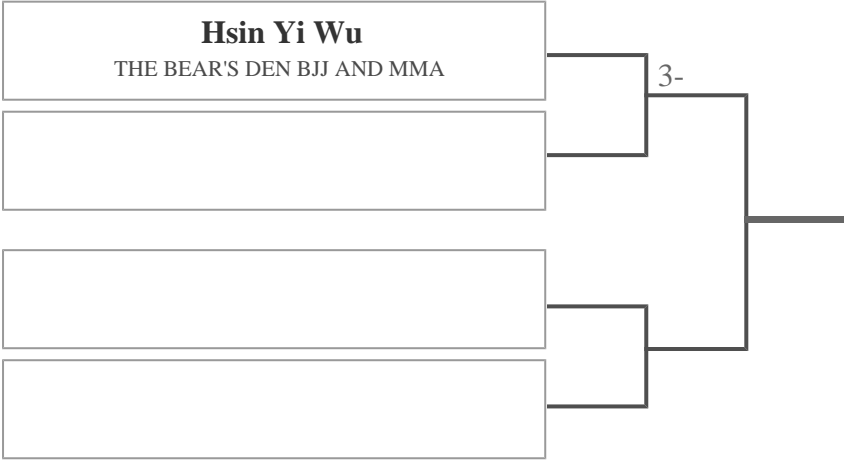 Hsin Yi Wu
THE BEAR'S DEN BJJ AND MMA
3-